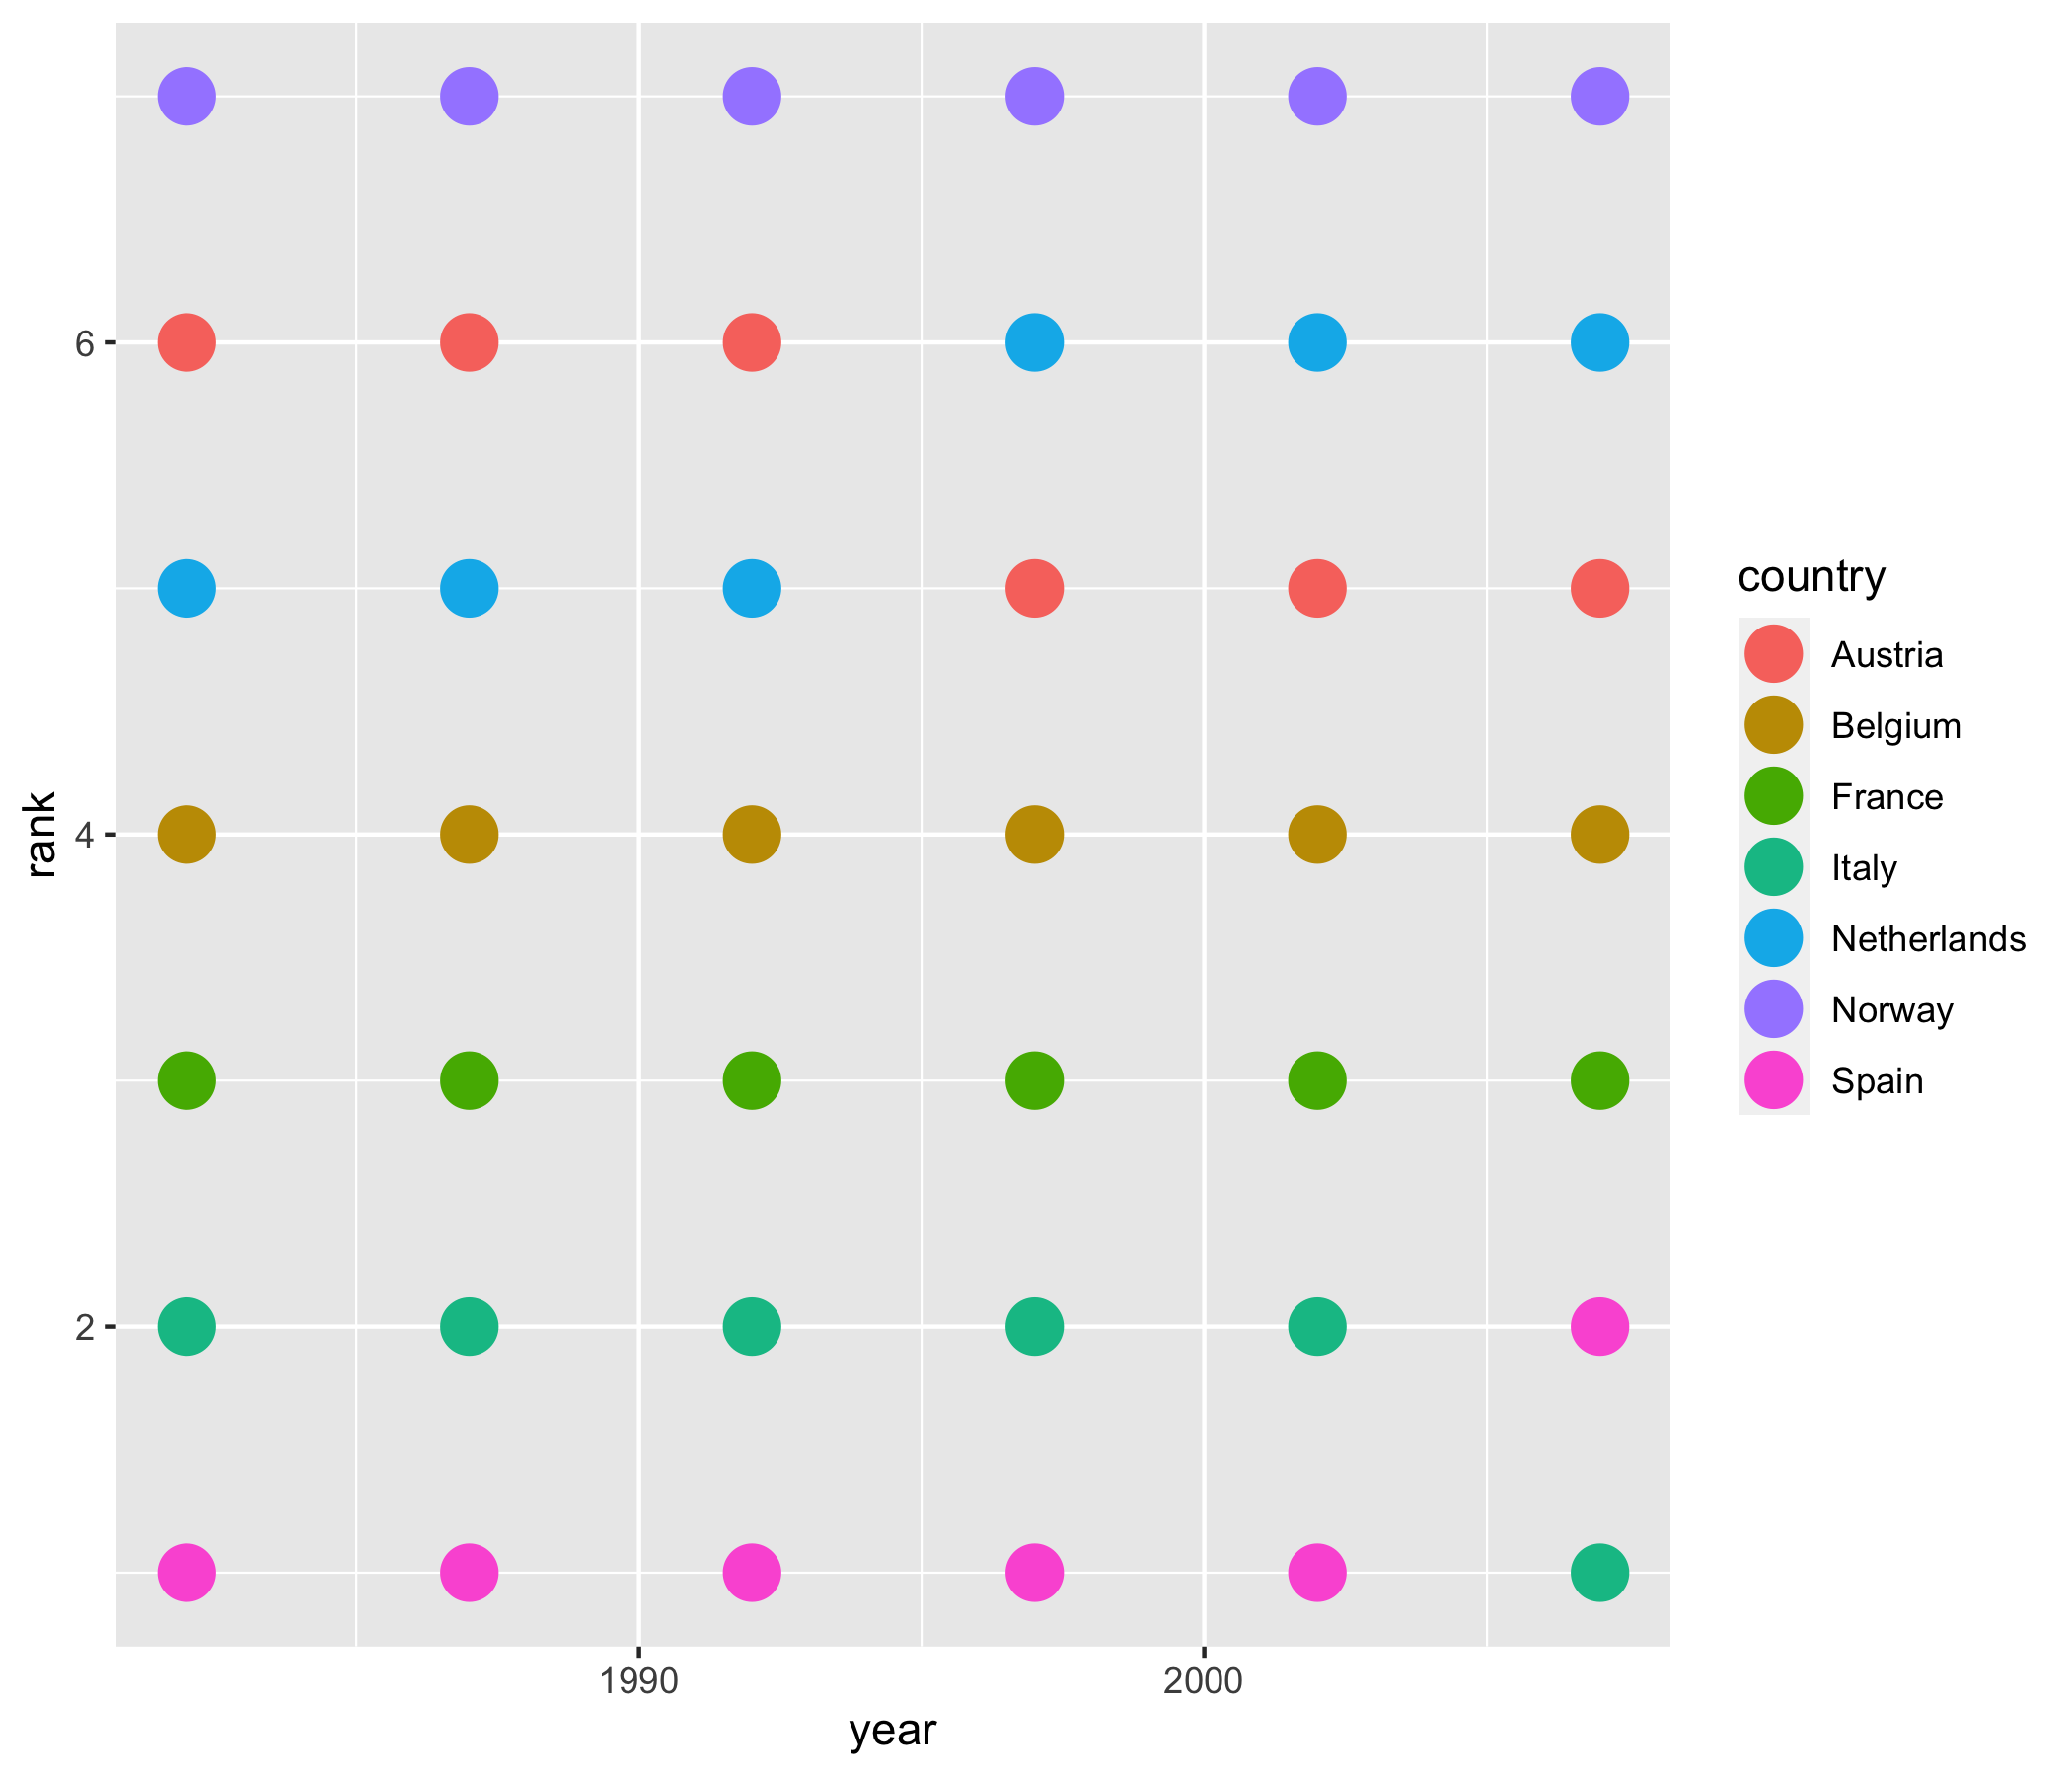 rank
6
4
2
1990
2000
year
country
Austria
Belgium
France
Italy
Netherlands
Norway
Spain